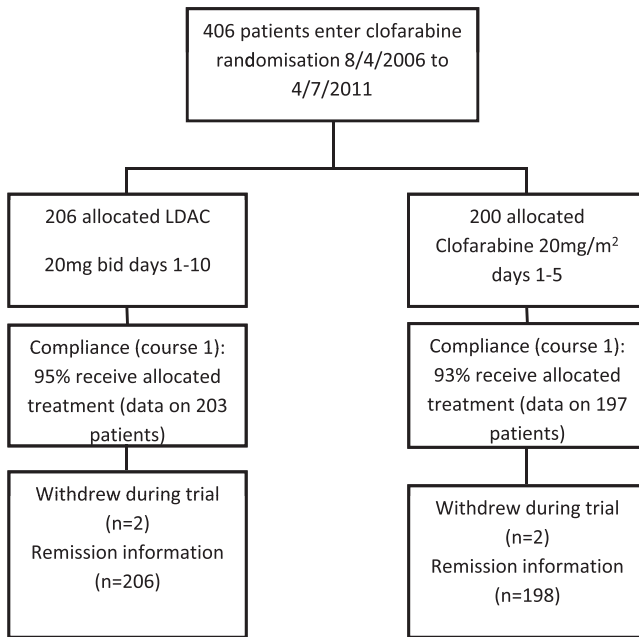 406 patients enter clofarabine
randomisation 8/4/2006 to
4/7/2011
206 allocated LDAC
20mg bid days 1-10
200 allocated
Clofarabine 20mg/m²
days 1-5
Compliance (course 1):
95% receive allocated
treatment (data on 203
patients)
Compliance (course 1):
93% receive allocated
treatment (data on 197
patients)
Withdrew during trial
(n=2)
Remission information
(n=206)
Withdrew during trial
(n=2)
Remission information
(n=198)